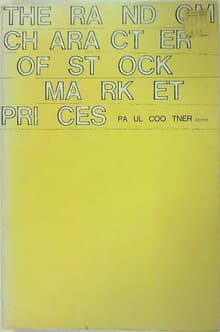 THE RA ND OM
CH ARA CT ER
OF ST OCK
MA RK ET
PRI CES PA UL COO TNER